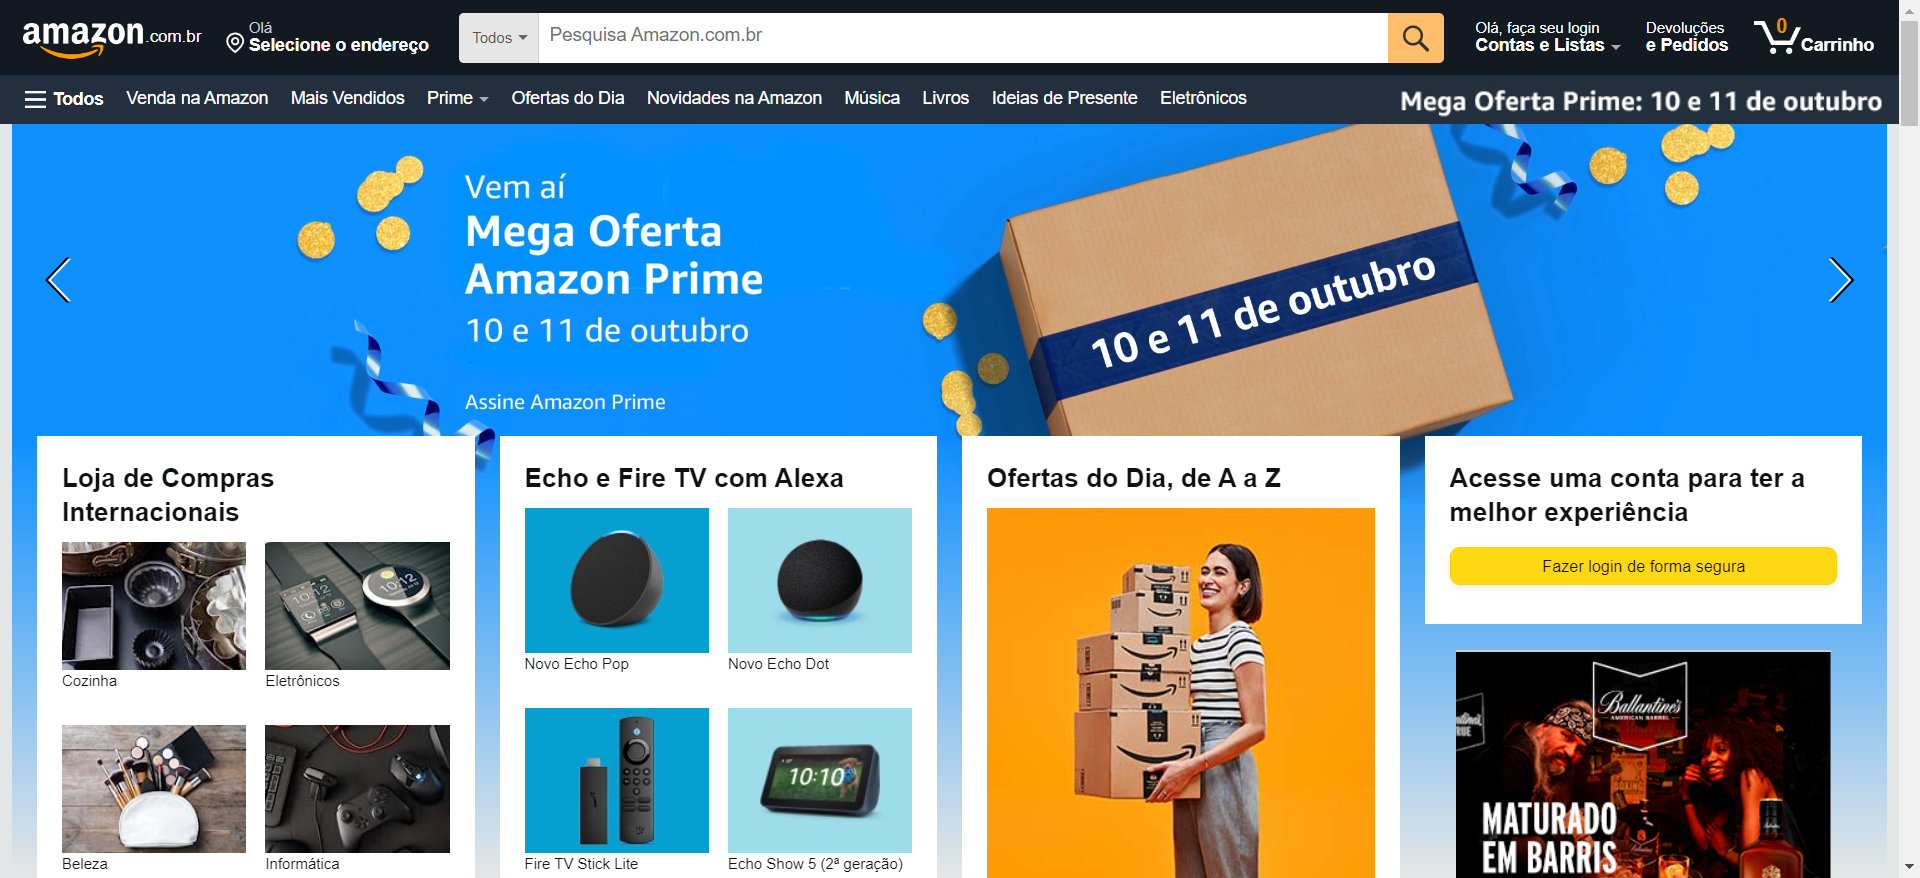 amazon.com.br
Olá
Selecione o endereço
Todos
Pesquisa Amazon.com.br
Olá, faça seu login
Contas e Listas
Devoluções
e Pedidos
0
Carrinho
Todos
Venda na Amazon
Mais Vendidos
Prime
Ofertas do Dia
Novidades na Amazon
Música
Livros
Ideias de Presente
Eletrônicos
Mega Oferta Prime: 10 e 11 de outubro
Vem aí
Mega Oferta
Amazon Prime
10 e 11 de outubro
Assine Amazon Prime
10 e 11 de outubro
Loja de Compras
Internacionais
Cozinha
Eletrônicos
Beleza
Informática
Echo e Fire TV com Alexa
Novo Echo Pop
Novo Echo Dot
10:10
Fire TV Stick Lite
Echo Show 5 (2ª geração)
Ofertas do Dia, de A a Z
Acesse uma conta para ter a
melhor experiência
Fazer login de forma segura
Ballantine's
AMERICAN BARREL
MATURADO
EM BARRIS